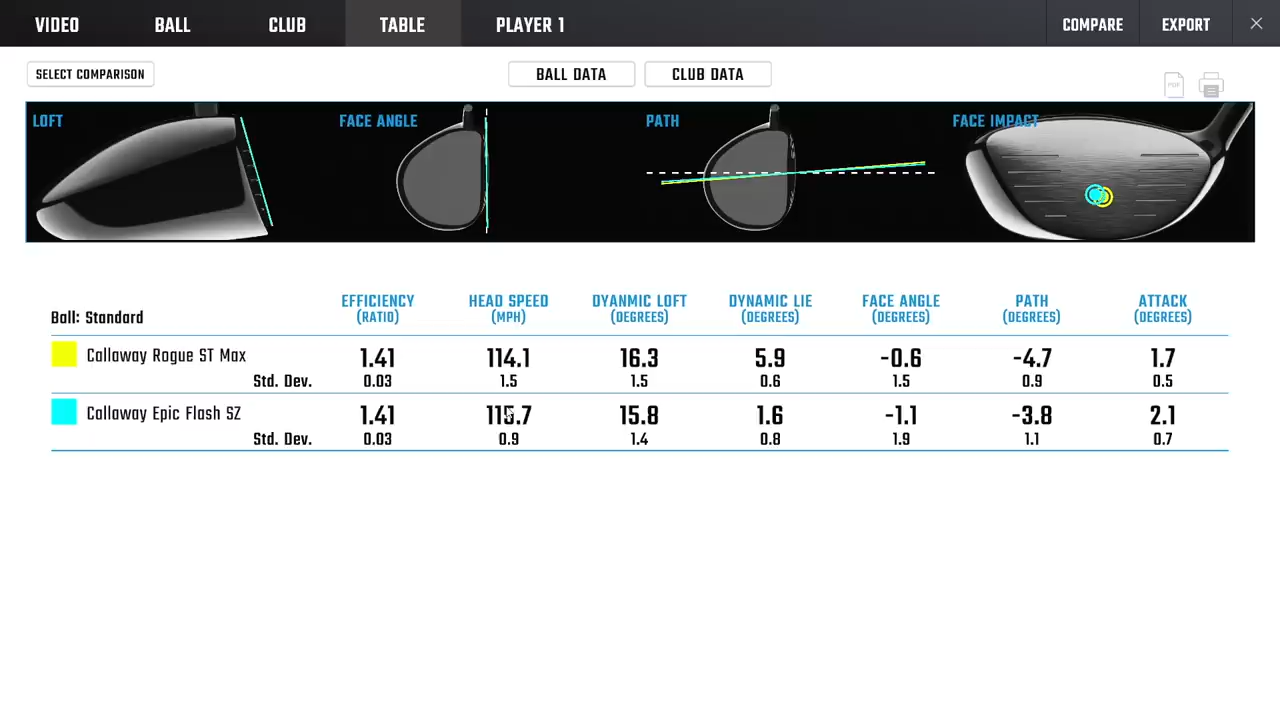 VIDEO BALL CLUB TABLE PLAYER 1 COMPARE EXPORT
SELECT COMPARISON BALL DATA CLUB DATA
PDF
LOFT FACE ANGLE PATH FACE IMPACT
EFFICIENCY HEAD SPEED DYANMIC LOFT DYNAMIC LIE FACE ANGLE PATH ATTACK
Ball: Standard (RATIO) (MPH) (DEGREES) (DEGREES) (DEGREES) (DEGREES) (DEGREES)
Callaway Rogue ST Max 1.41 114.1 16.3 5.9 -0.6 -4.7 1.7
Std. Dev. 0.03 1.5 1.5 0.6 1.5 0.9 0.5
Callaway Epic Flash SZ 1.41 115.7 15.8 1.6 -1.1 -3.8 2.1
Std. Dev. 0.03 0.9 1.4 0.8 1.9 1.1 0.7